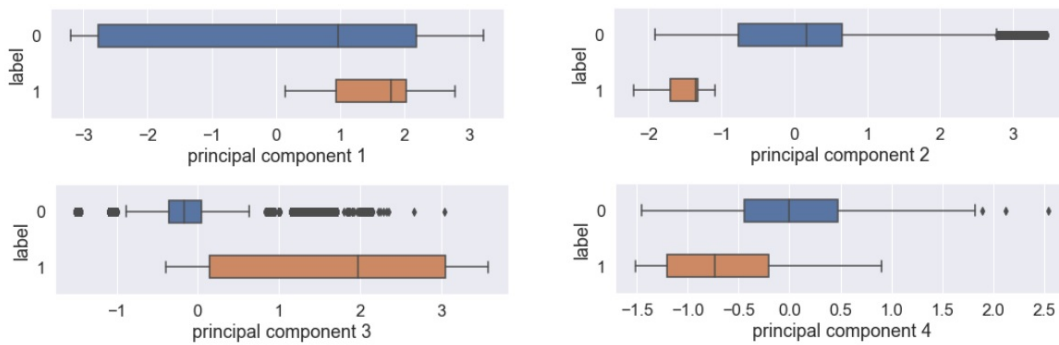 label
0
1
−3 −2 −1 0 1 2 3
principal component 1
label
0
1
−2 −1 0 1 2 3
principal component 2
label
0
1
−1 0 1 2 3
principal component 3
label
0
1
−1.5 −1.0 −0.5 0.0 0.5 1.0 1.5 2.0 2.5
principal component 4